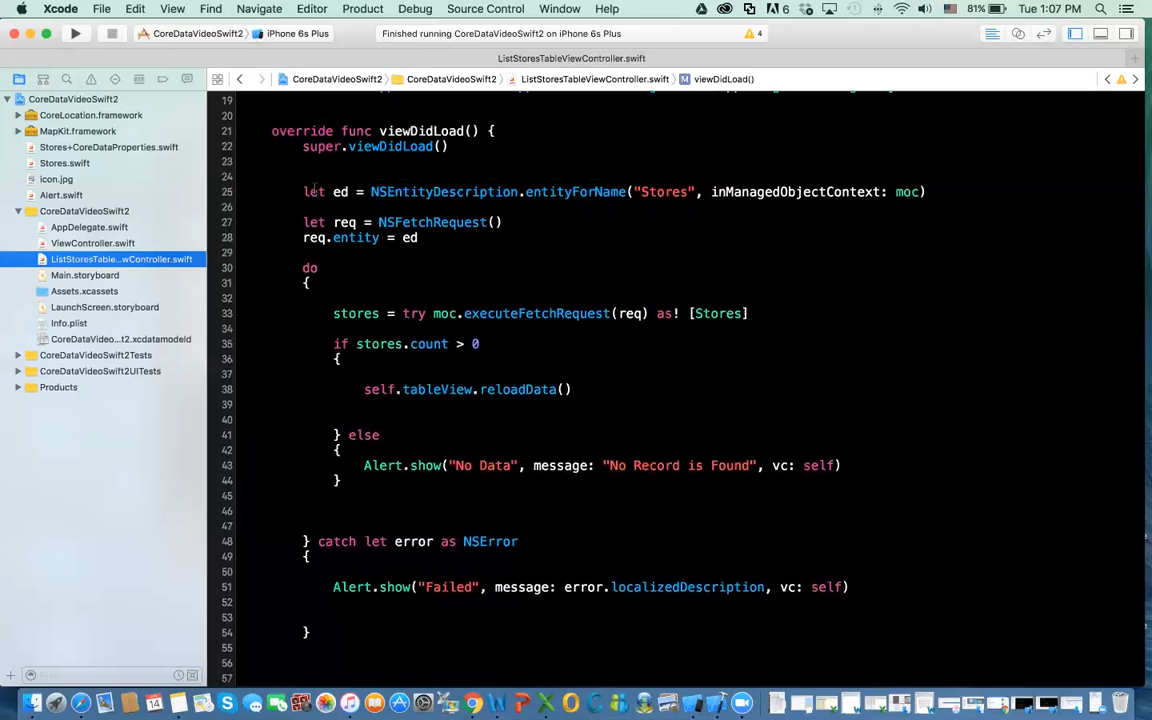 Xcode File Edit View Find Navigate Editor Product Debug Source Control Window Help 6 81% Tue 1:07 PM
CoreDataVideoSwift2 iPhone 6s Plus Finished running CoreDataVideoSwift2 on iPhone 6s Plus 4
ListStoresTableViewController.swift
CoreDataVideoSwift2 CoreDataVideoSwift2 ListStoresTableViewController.swift M viewDidLoad()
CoreDataVideoSwift2
CoreLocation.framework
MapKit.framework
Stores+CoreDataProperties.swift
Stores.swift
icon.jpg
Alert.swift
CoreDataVideoSwift2
AppDelegate.swift
ViewController.swift
ListStoresTable...wController.swift
Main.storyboard
Assets.xcassets
LaunchScreen.storyboard
Info.plist
CoreDataVideo...t2.xcdatamodeld
CoreDataVideoSwift2Tests
CoreDataVideoSwift2UITests
Products
19
20
21 override func viewDidLoad() {
22 super.viewDidLoad()
23
24
25 let ed = NSEntityDescription.entityForName("Stores", inManagedObjectContext: moc)
26
27 let req = NSFetchRequest()
28 req.entity = ed
29
30 do
31 {
32
33 stores = try moc.executeFetchRequest(req) as! [Stores]
34
35 if stores.count > 0
36 {
37
38 self.tableView.reloadData()
39
40
41 } else
42 {
43 Alert.show("No Data", message: "No Record is Found", vc: self)
44 }
45
46
47
48 } catch let error as NSError
49 {
50
51 Alert.show("Failed", message: error.localizedDescription, vc: self)
52
53
54 }
55
56
57